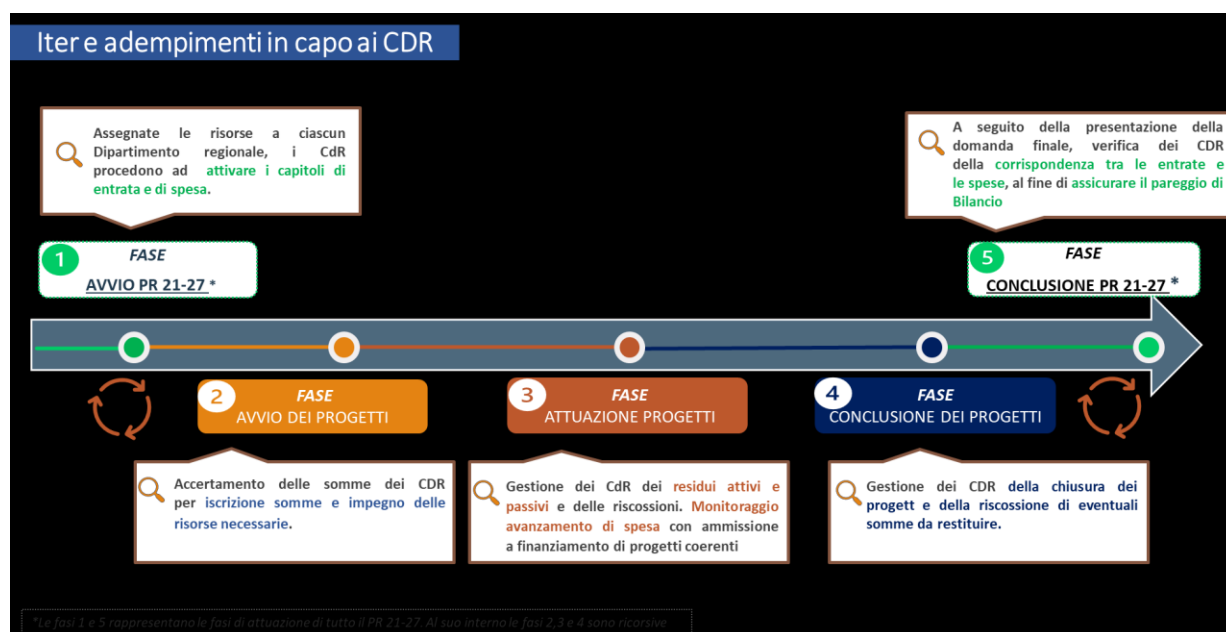 Iter e adempimenti in capo ai CDR
Assegnate le risorse a ciascun
Dipartimento regionale, i CdR
procedono ad attivare i capitoli di
entrata e di spesa.
A seguito della presentazione della
domanda finale, verifica dei CDR
della corrispondenza tra le entrate e
le spese, al fine di assicurare il pareggio di
Bilancio
1
FASE
AVVIO PR 21-27 *
5
FASE
CONCLUSIONE PR 21-27 *
2
FASE
AVVIO DEI PROGETTI
3
FASE
ATTUAZIONE PROGETTI
4
FASE
CONCLUSIONE DEI PROGETTI
Accertamento delle somme dei CDR
per iscrizione somme e impegno delle
risorse necessarie.
Gestione dei CdR dei residui attivi e
passivi e delle riscossioni. Monitoraggio
avanzamento di spesa con ammissione
a finanziamento di progetti coerenti
Gestione dei CDR della chiusura dei
progett e della riscossione di eventuali
somme da restituire.
*Le fasi 1 e 5 rappresentano le fasi di attuazione di tutto il PR 21-27. Al suo interno le fasi 2,3 e 4 sono ricorsive